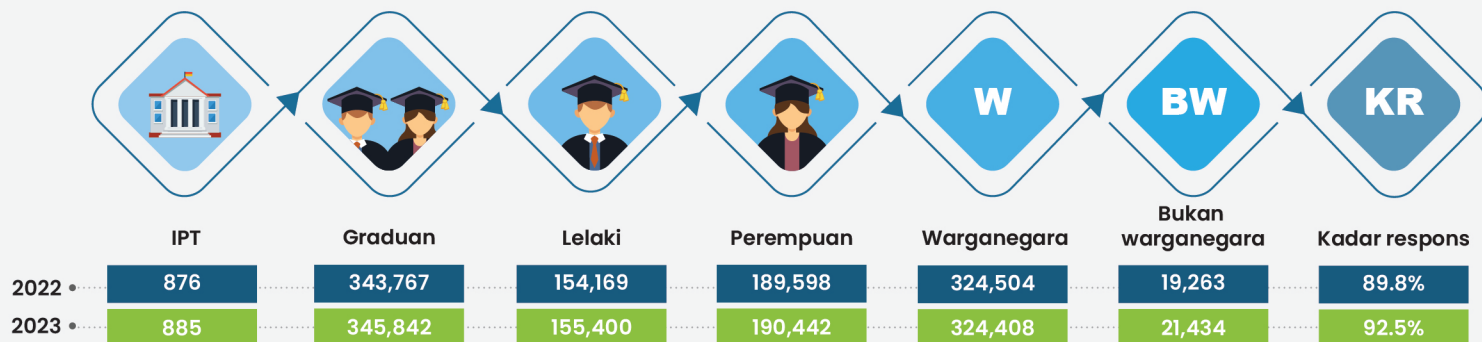 W
BW
KR
IPT
Graduan
Lelaki
Perempuan
Warganegara
Bukan
warganegara
Kadar respons
2022 876 343,767 154,169 189,598 324,504 19,263 89.8%
2023 885 345,842 155,400 190,442 324,408 21,434 92.5%